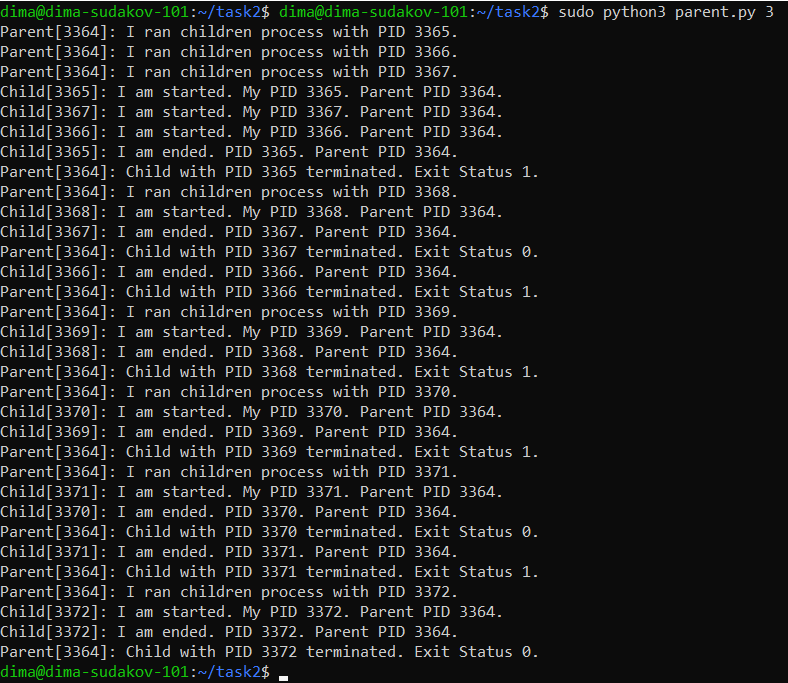 dima@dima-sudakov-101:~/task2$ dima@dima-sudakov-101:~/task2$ sudo python3 parent.py 3
Parent[3364]: I ran children process with PID 3365.
Parent[3364]: I ran children process with PID 3366.
Parent[3364]: I ran children process with PID 3367.
Child[3365]: I am started. My PID 3365. Parent PID 3364.
Child[3367]: I am started. My PID 3367. Parent PID 3364.
Child[3366]: I am started. My PID 3366. Parent PID 3364.
Child[3365]: I am ended. PID 3365. Parent PID 3364.
Parent[3364]: Child with PID 3365 terminated. Exit Status 1.
Parent[3364]: I ran children process with PID 3368.
Child[3368]: I am started. My PID 3368. Parent PID 3364.
Child[3367]: I am ended. PID 3367. Parent PID 3364.
Parent[3364]: Child with PID 3367 terminated. Exit Status 0.
Child[3366]: I am ended. PID 3366. Parent PID 3364.
Parent[3364]: Child with PID 3366 terminated. Exit Status 1.
Parent[3364]: I ran children process with PID 3369.
Child[3369]: I am started. My PID 3369. Parent PID 3364.
Child[3368]: I am ended. PID 3368. Parent PID 3364.
Parent[3364]: Child with PID 3368 terminated. Exit Status 1.
Parent[3364]: I ran children process with PID 3370.
Child[3370]: I am started. My PID 3370. Parent PID 3364.
Child[3369]: I am ended. PID 3369. Parent PID 3364.
Parent[3364]: Child with PID 3369 terminated. Exit Status 1.
Parent[3364]: I ran children process with PID 3371.
Child[3371]: I am started. My PID 3371. Parent PID 3364.
Child[3370]: I am ended. PID 3370. Parent PID 3364.
Parent[3364]: Child with PID 3370 terminated. Exit Status 0.
Child[3371]: I am ended. PID 3371. Parent PID 3364.
Parent[3364]: Child with PID 3371 terminated. Exit Status 1.
Parent[3364]: I ran children process with PID 3372.
Child[3372]: I am started. My PID 3372. Parent PID 3364.
Child[3372]: I am ended. PID 3372. Parent PID 3364.
Parent[3364]: Child with PID 3372 terminated. Exit Status 0.
dima@dima-sudakov-101:~/task2$